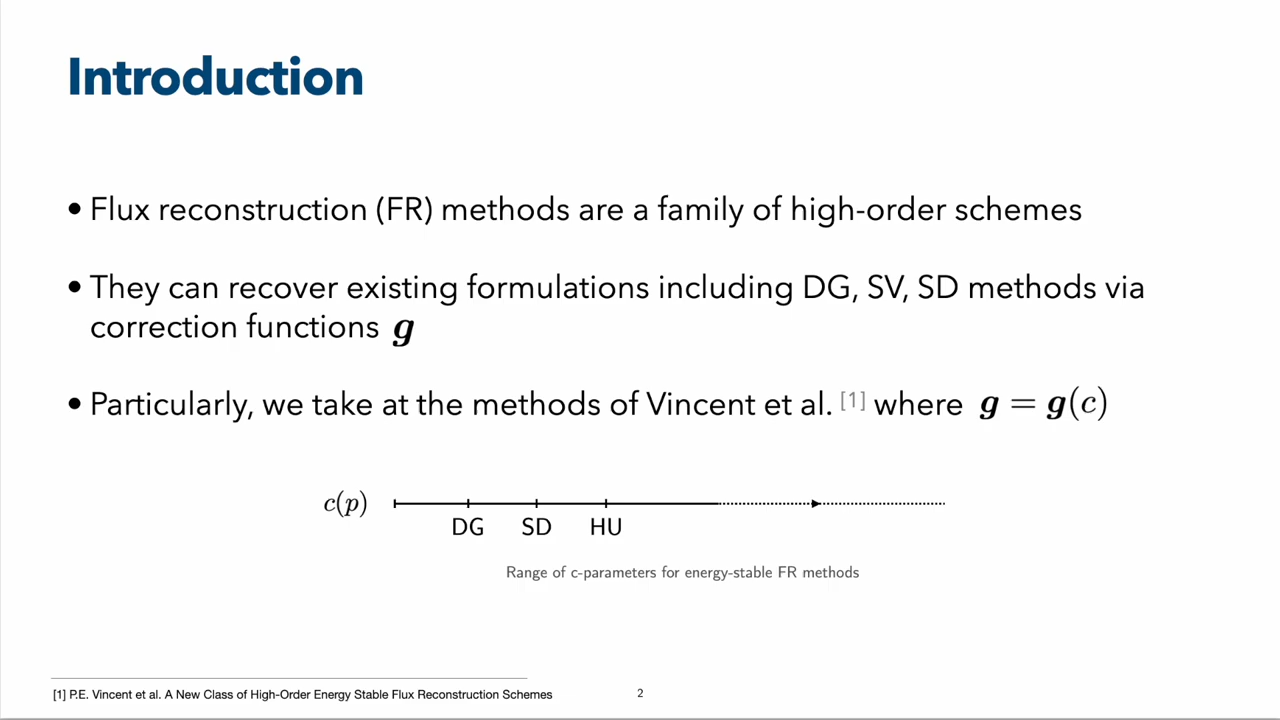 Introduction
• Flux reconstruction (FR) methods are a family of high-order schemes
• They can recover existing formulations including DG, SV, SD methods via
correction functions g
• Particularly, we take at the methods of Vincent et al. [1] where g = g(c)
c(p)
DG SD HU
Range of c-parameters for energy-stable FR methods
[1] P.E. Vincent et al. A New Class of High-Order Energy Stable Flux Reconstruction Schemes
2